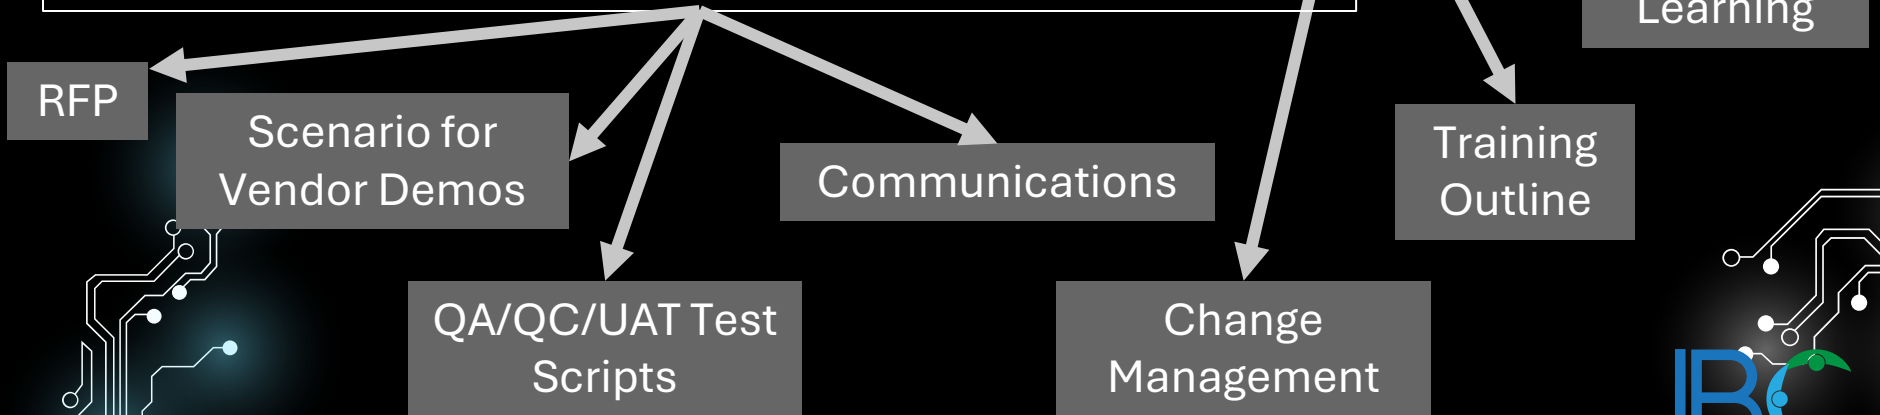 Learning
RFP
Scenario for
Vendor Demos
Communications
Training
Outline
QA/QC/UAT Test
Scripts
Change
Management